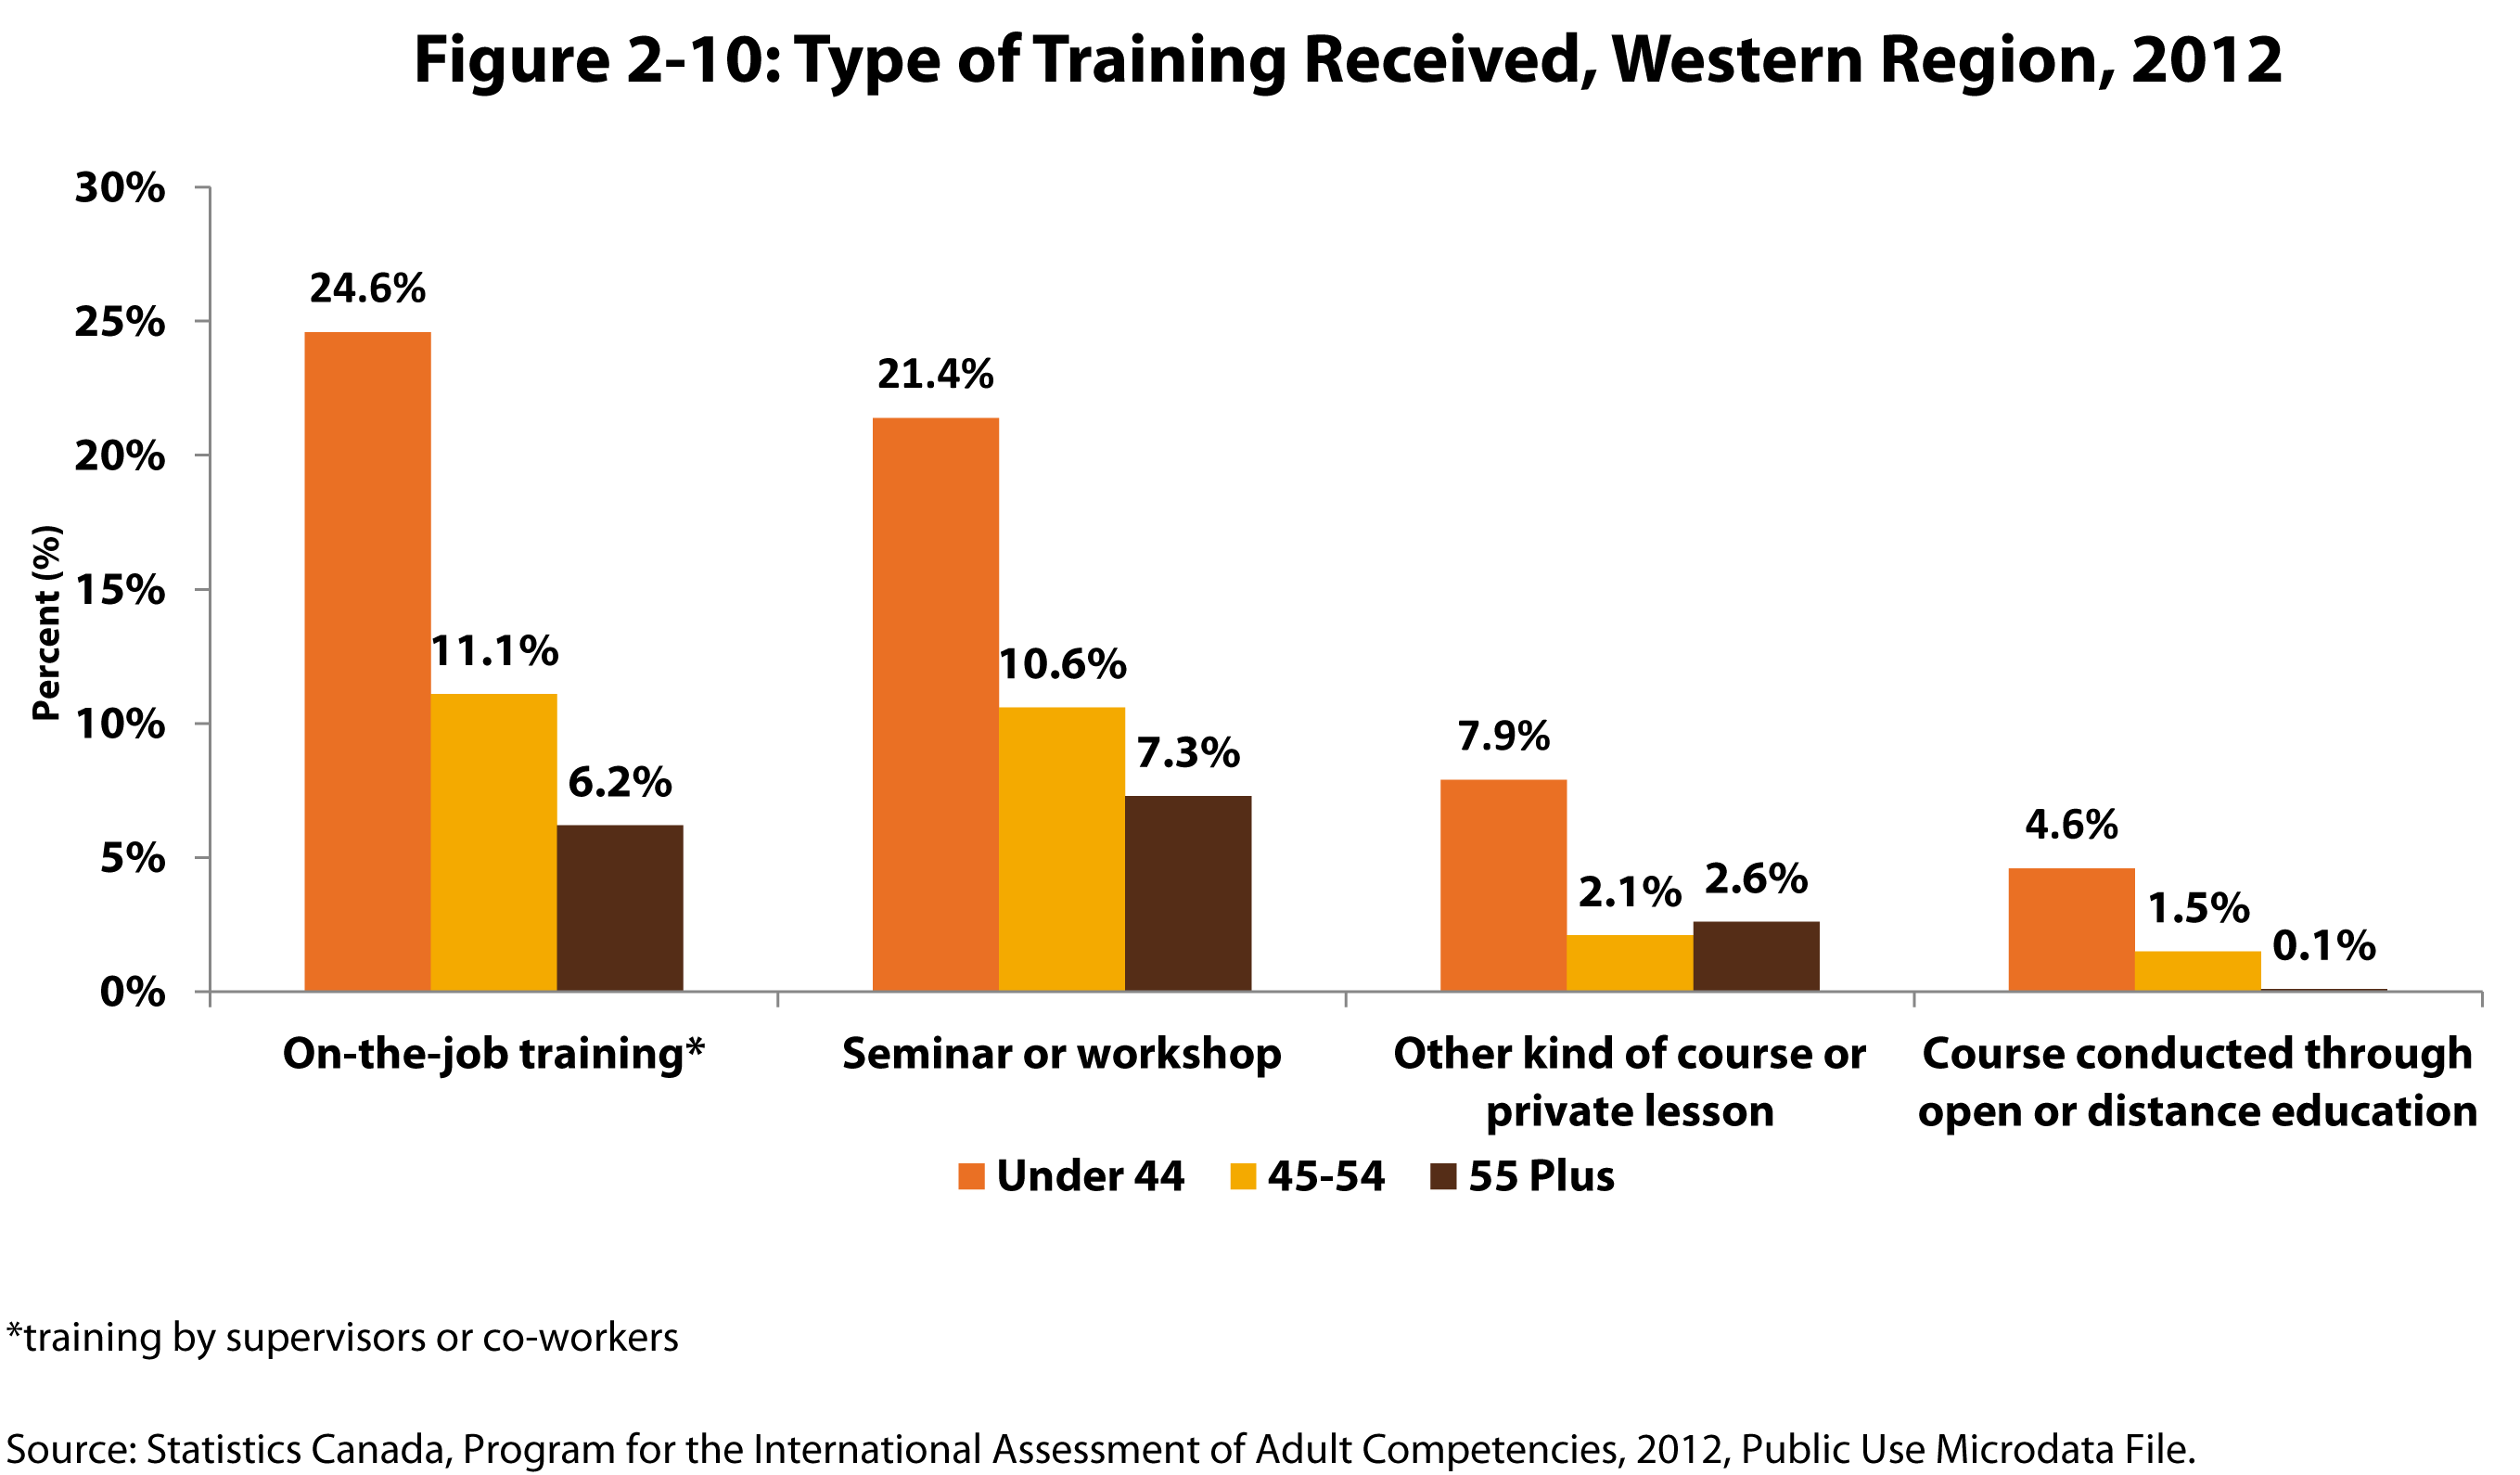 Figure 2-10: Type of Training Received, Western Region, 2012
Percent (%)
30%
25%
20%
15%
10%
5%
0%
24.6%
11.1%
6.2%
21.4%
10.6%
7.3%
7.9%
2.1%
2.6%
4.6%
1.5%
0.1%
On-the-job training*
Seminar or workshop
Other kind of course or
private lesson
Course conducted through
open or distance education
Under 44
45-54
55 Plus
*training by supervisors or co-workers
Source: Statistics Canada, Program for the International Assessment of Adult Competencies, 2012, Public Use Microdata File.